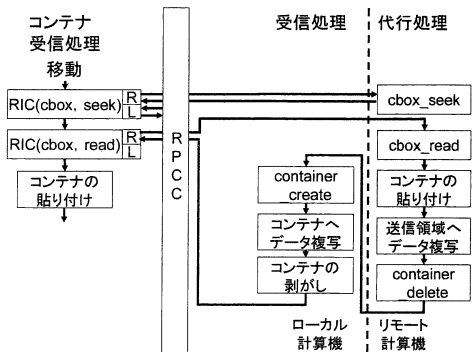 コンテナ
受信処理
移動
RIC(cbox, seek)
R
L
RIC(cbox, read)
R
L
コンテナの
貼り付け
R
P
C
C
受信処理
代行処理
cbox_seek
cbox_read
container
_create
コンテナの
貼り付け
コンテナへ
データ複写
送信領域へ
データ複写
コンテナの
剥がし
container
_delete
ローカル
計算機
リモート
計算機